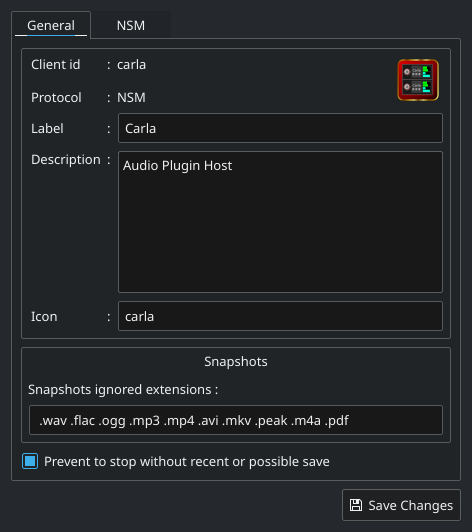 General NSM
Client id : carla
Protocol : NSM
Label : Carla
Description : Audio Plugin Host
Icon : carla
Snapshots
Snapshots ignored extensions :
.wav .flac .ogg .mp3 .mp4 .avi .mkv .peak .m4a .pdf
Prevent to stop without recent or possible save
Save Changes